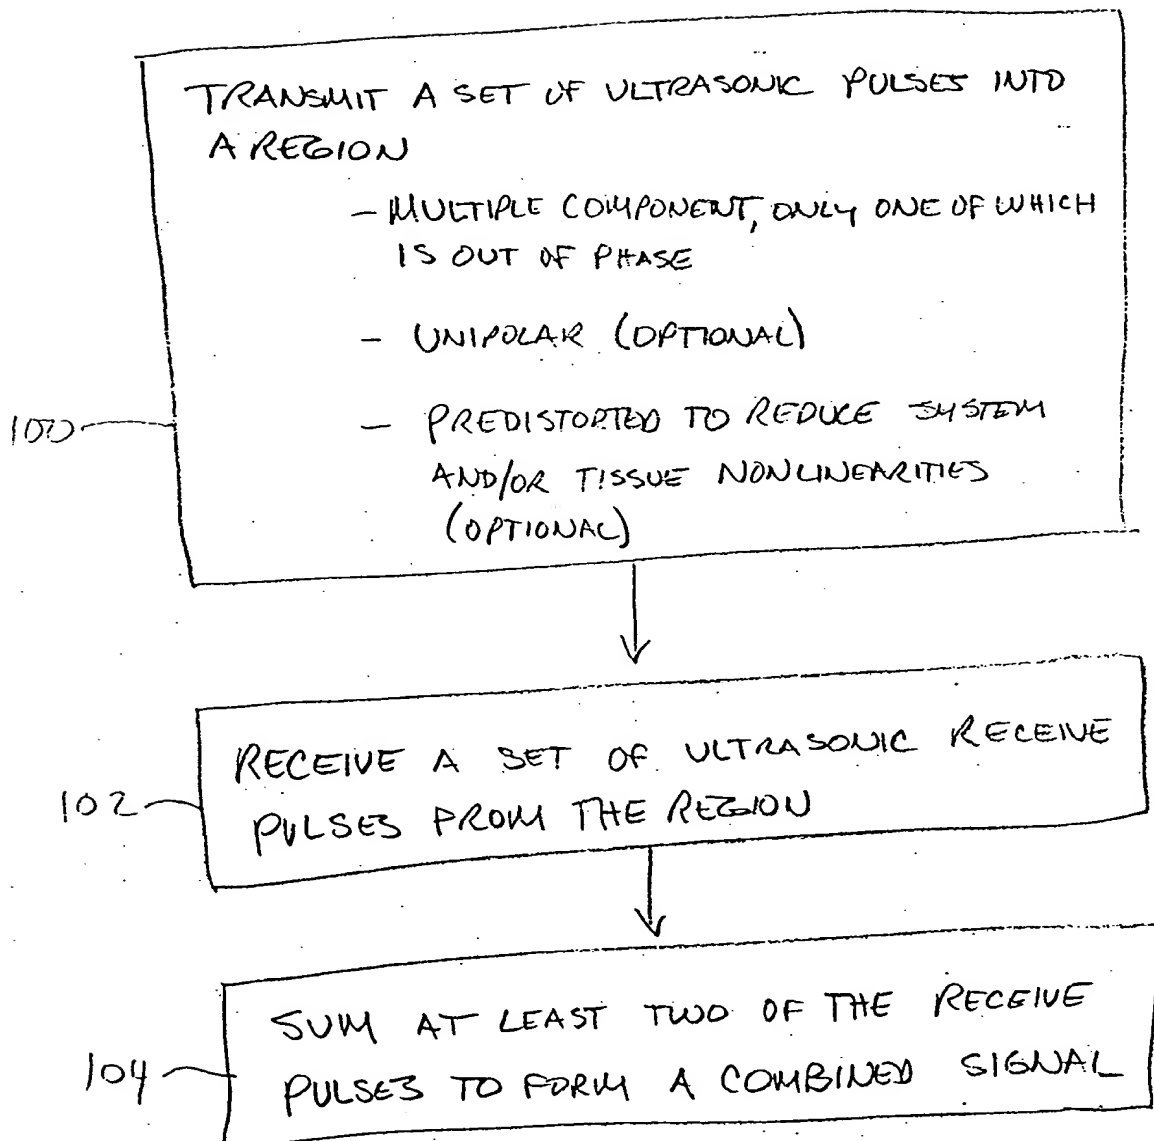 TRANSMIT A SET OF ULTRASONIC PULSES INTO
A REGION
- MULTIPLE COMPONENT, ONLY ONE OF WHICH
IS OUT OF PHASE
- UNIPOLAR (OPTIONAL)
100
- PREDISTORTED TO REDUCE SYSTEM
AND/OR TISSUE NONLINEARITIES
(OPTIONAL)
RECEIVE A SET OF ULTRASONIC RECEIVE
102
PULSES FROM THE REGION
SUM AT LEAST TWO OF THE RECEIVE
104
PULSES TO FORM A COMBINED SIGNAL